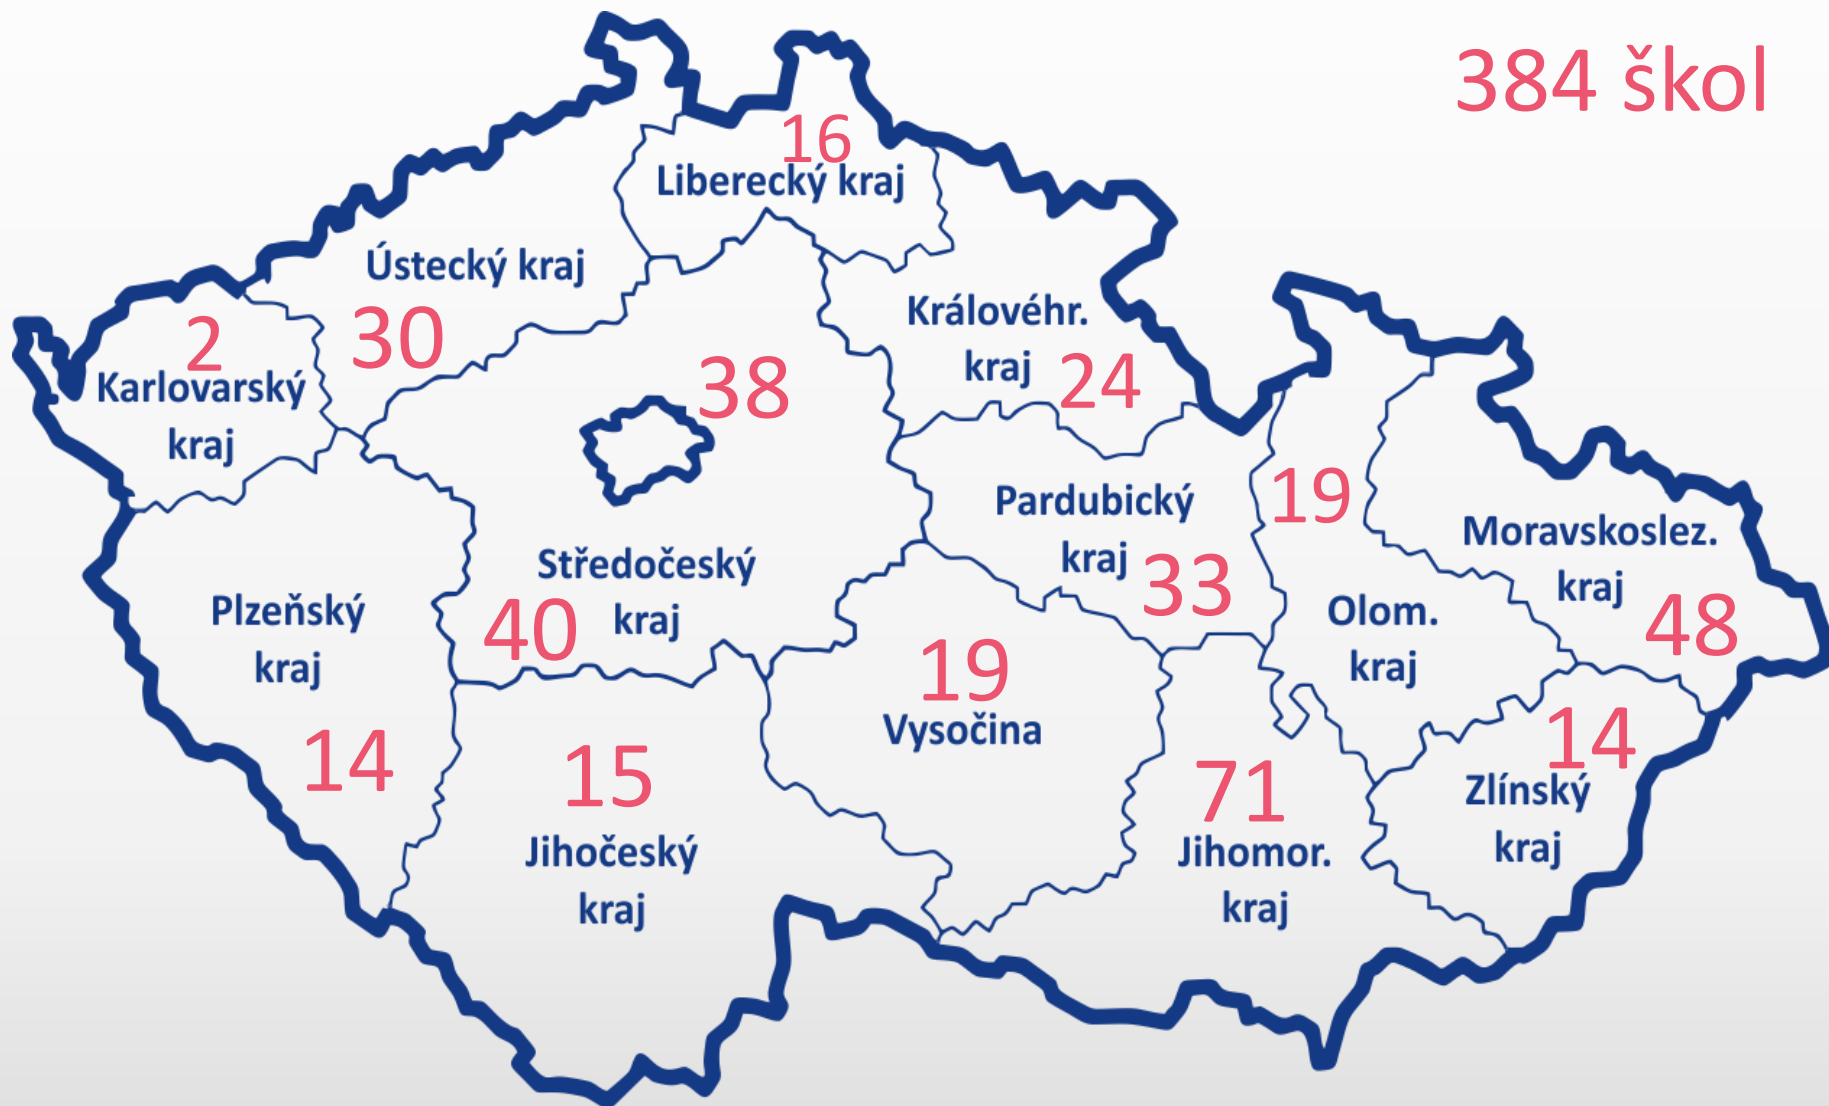 384 škol
16
Liberecký kraj
Ústecký kraj
30
2
Karlovarský
kraj
38
Královéhr.
kraj
24
19
Pardubický
kraj
33
Moravskoslez.
kraj
48
Středočeský
kraj
40
Plzeňský
kraj
14
Olom.
kraj
19
Vysočina
15
Jihočeský
kraj
71
Jihomor.
kraj
14
Zlínský
kraj